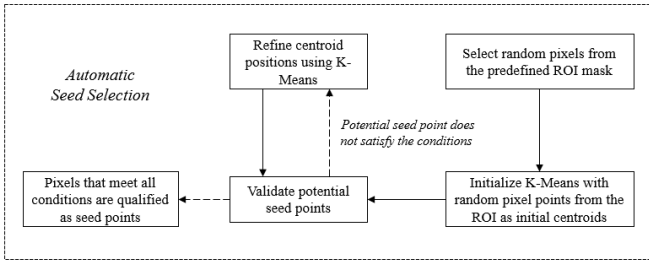 Automatic
Seed Selection
Refine centroid
positions using K-
Means
Select random pixels from
the predefined ROI mask
Potential seed point does
not satisfy the conditions
Pixels that meet all
conditions are qualified
as seed points
Validate potential
seed points
Initialize K-Means with
random pixel points from the
ROI as initial centroids